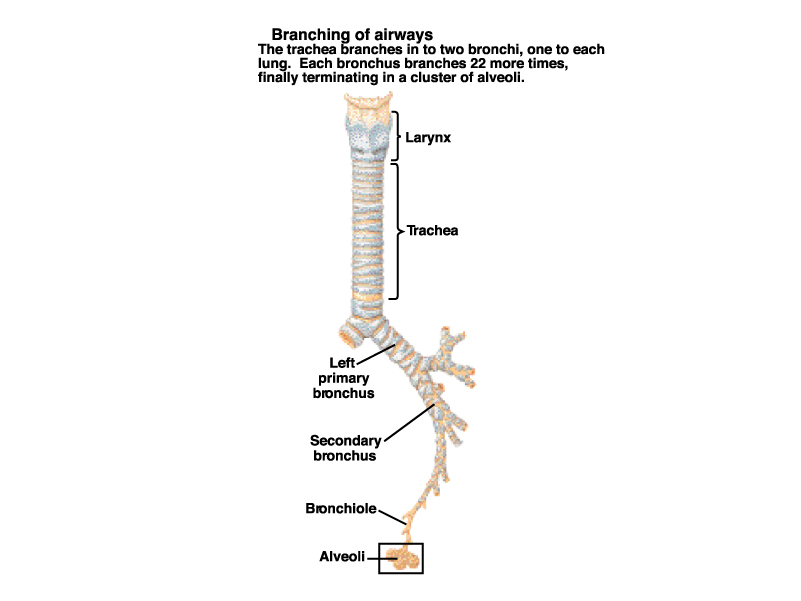 Branching of airways
The trachea branches in to two bronchi, one to each
lung.  Each bronchus branches 22 more times,
finally terminating in a cluster of alveoli.
Larynx
Trachea
Left
primary
bronchus
Secondary
bronchus
Bronchiole
Alveoli